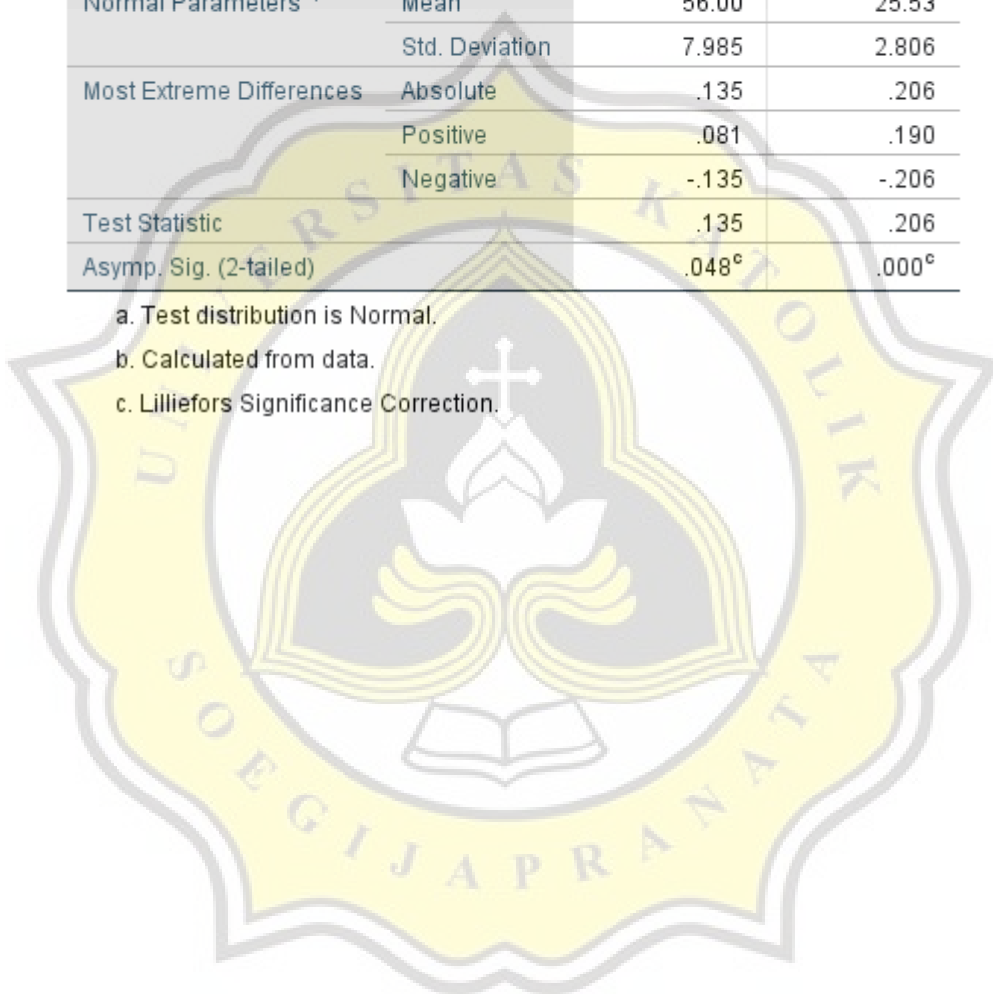 Normal Parameters Mean 56.00 25.53
Std. Deviation 7.985 2.806
Most Extreme Differences Absolute .135 .206
Positive .081 .190
Negative -.135 -.206
Test Statistic .135 .206
Asymp. Sig. (2-tailed) .048c .000c
a. Test distribution is Normal.
b. Calculated from data.
c. Lilliefors Significance Correction.
UNIVERSITAS KATOLIK
SOEGIJAPRANATA